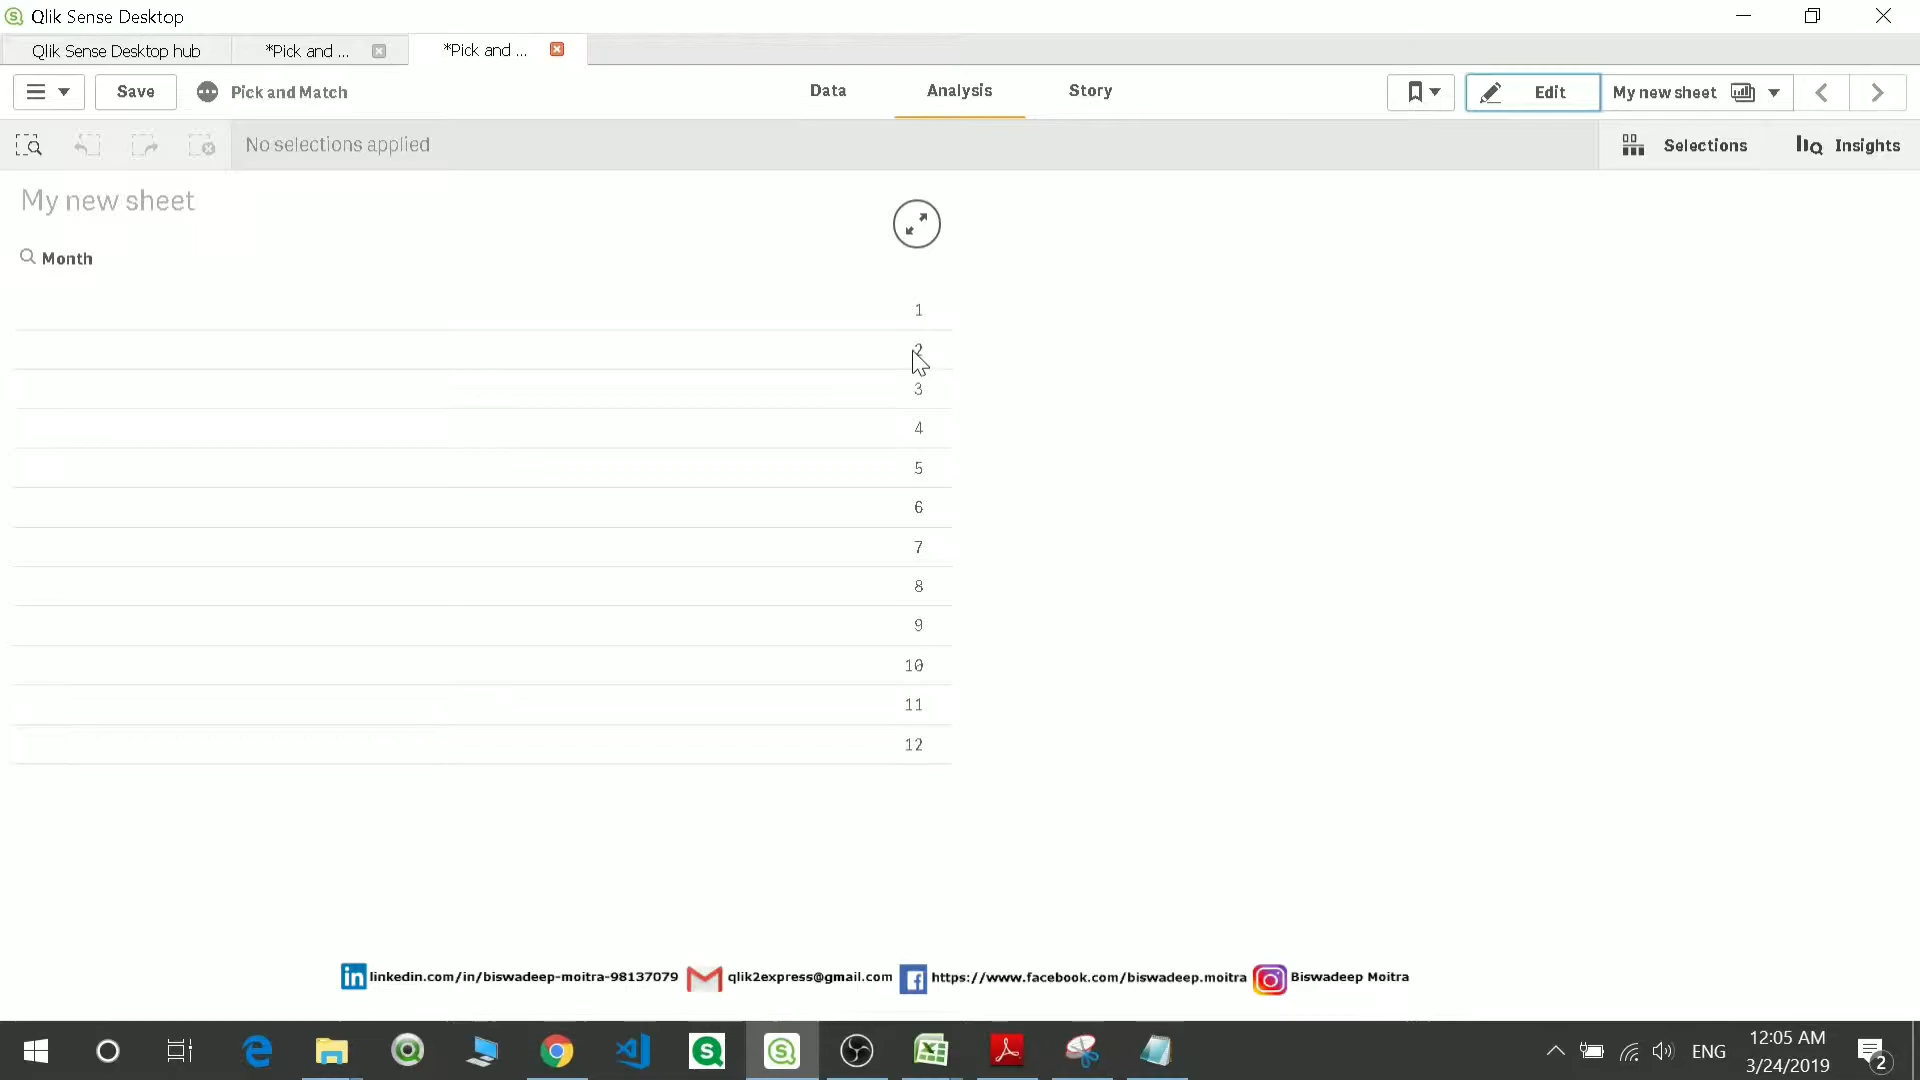 Qlik Sense Desktop
Qlik Sense Desktop hub *Pick and ... *Pick and ...
Save Pick and Match Data Analysis Story Edit My new sheet
No selections applied Selections Insights
My new sheet
Month
1
2
3
4
5
6
7
8
9
10
11
12
linkedin.com/in/biswadeep-moitra-98137079 qlik2express@gmail.com https://www.facebook.com/biswadeep.moitra Biswadeep Moitra
ENG 12:05 AM
3/24/2019 2